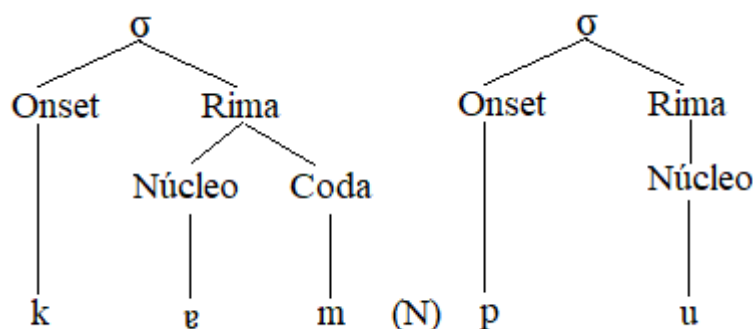 σ σ
Onset Rima Onset Rima
Núcleo Coda Núcleo
k ɐ m (N) p u